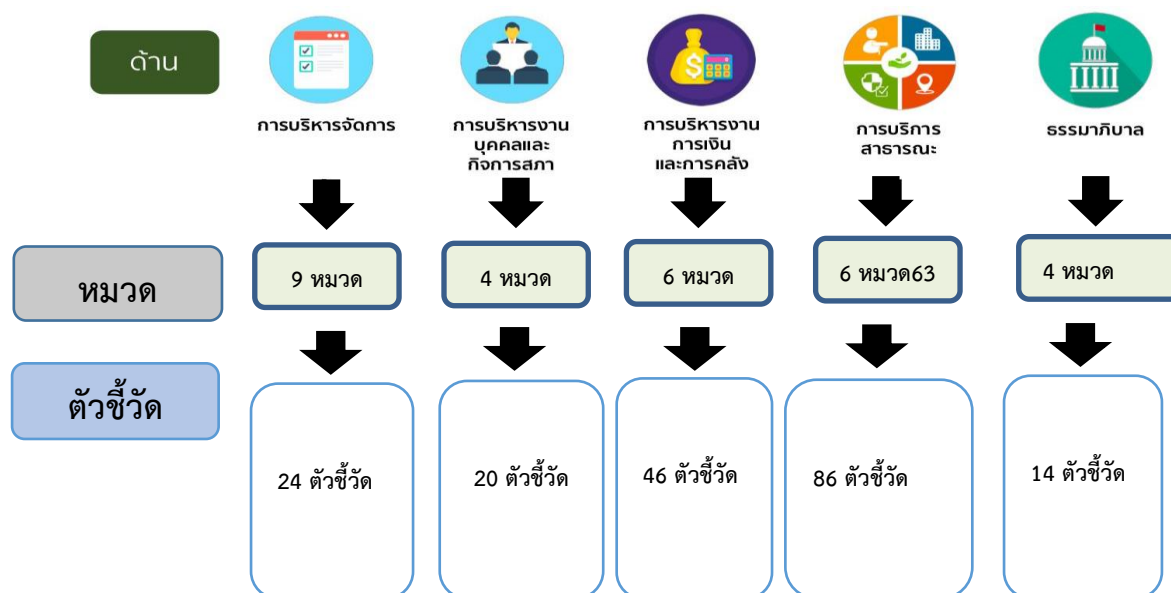 ด้าน
การบริหารจัดการ
การบริหารงาน
บุคคลและ
กิจการสภา
การบริหารงาน
การเงิน
และการคลัง
การบริการ
สาธารณะ
ธรรมาภิบาล
หมวด
9 หมวด
4 หมวด
6 หมวด
6 หมวด63
4 หมวด
ตัวชี้วัด
24 ตัวชี้วัด
20 ตัวชี้วัด
46 ตัวชี้วัด
86 ตัวชี้วัด
14 ตัวชี้วัด